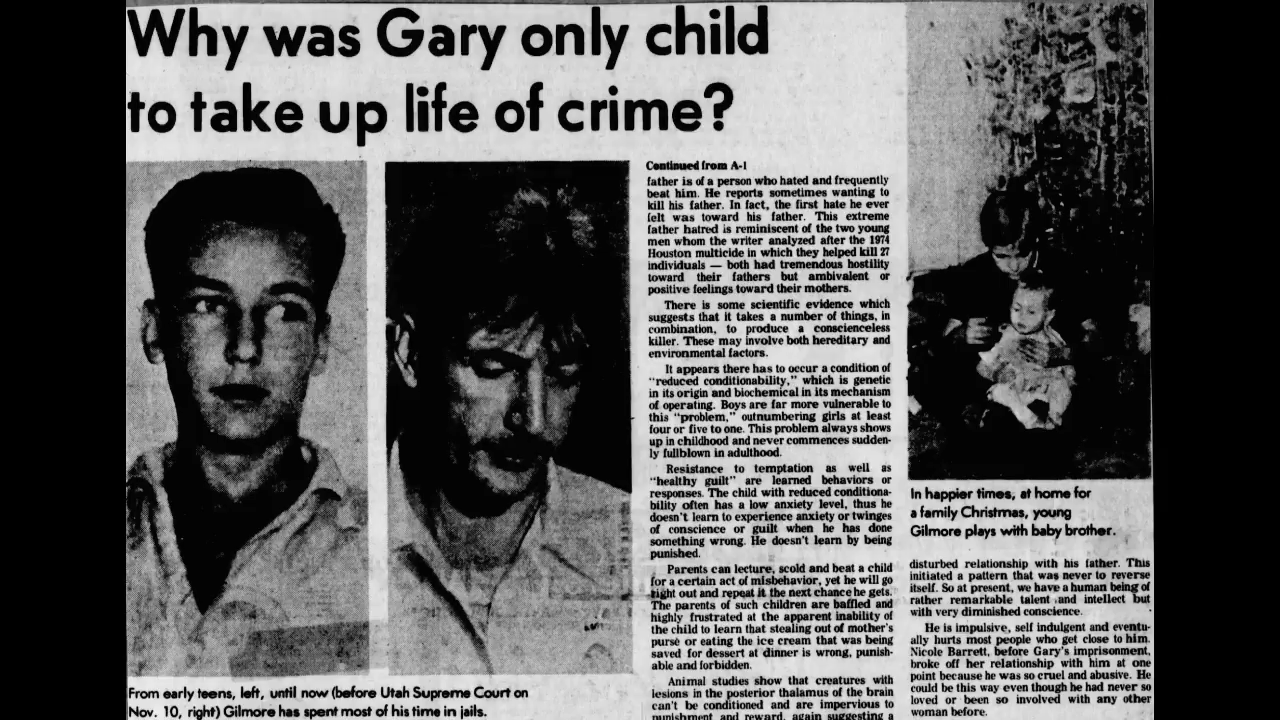 Why was Gary only child
to take up life of crime?
Continued from A-1
father is of a person who hated and frequently
beat him. He reports sometimes wanting to
kill his father. In fact, the first hate he ever
felt was toward his father. This extreme
father hatred is reminiscent of the two young
men whom the writer analyzed after the 1974
Houston multicide in which they helped kill 27
individuals — both had tremendous hostility
toward their fathers but ambivalent or
positive feelings toward their mothers.
There is some scientific evidence which
suggests that it takes a number of things, in
combination, to produce a conscienceless
killer. These may involve both hereditary and
environmental factors.
It appears there has to occur a condition of
"reduced conditionability," which is genetic
in its origin and biochemical in its mechanism
of operating. Boys are far more vulnerable to
this "problem," outnumbering girls at least
four or five to one. This problem always shows
up in childhood and never commences sudden-
ly fullblown in adulthood.
Resistance to temptation as well as
"healthy guilt" are learned behaviors or
responses. The child with reduced conditiona-
bility often has a low anxiety level, thus he
doesn't learn to experience anxiety or twinges
of conscience or guilt when he has done
something wrong. He doesn't learn by being
punished.
Parents can lecture, scold and beat a child
for a certain act of misbehavior, yet he will go
right out and repeat it the next chance he gets.
The parents of such children are baffled and
highly frustrated at the apparent inability of
the child to learn that stealing out of mother's
purse or eating the ice cream that was being
saved for dessert at dinner is wrong, punish-
able and forbidden.
Animal studies show that creatures with
lesions in the posterior thalamus of the brain
can't be conditioned and are impervious to
punishment and reward, again suggesting a
In happier times, at home for
a family Christmas, young
Gilmore plays with baby brother.
disturbed relationship with his father. This
initiated a pattern that was never to reverse
itself. So at present, we have a human being of
rather remarkable talent and intellect but
with very diminished conscience.
He is impulsive, self indulgent and eventu-
ally hurts most people who get close to him.
Nicole Barrett, before Gary's imprisonment,
broke off her relationship with him at one
point because he was so cruel and abusive. He
could be this way even though he had never so
loved or been so involved with any other
woman before.
From early teens, left, until now (before Utah Supreme Court on
Nov. 10, right) Gilmore has spent most of his time in jails.